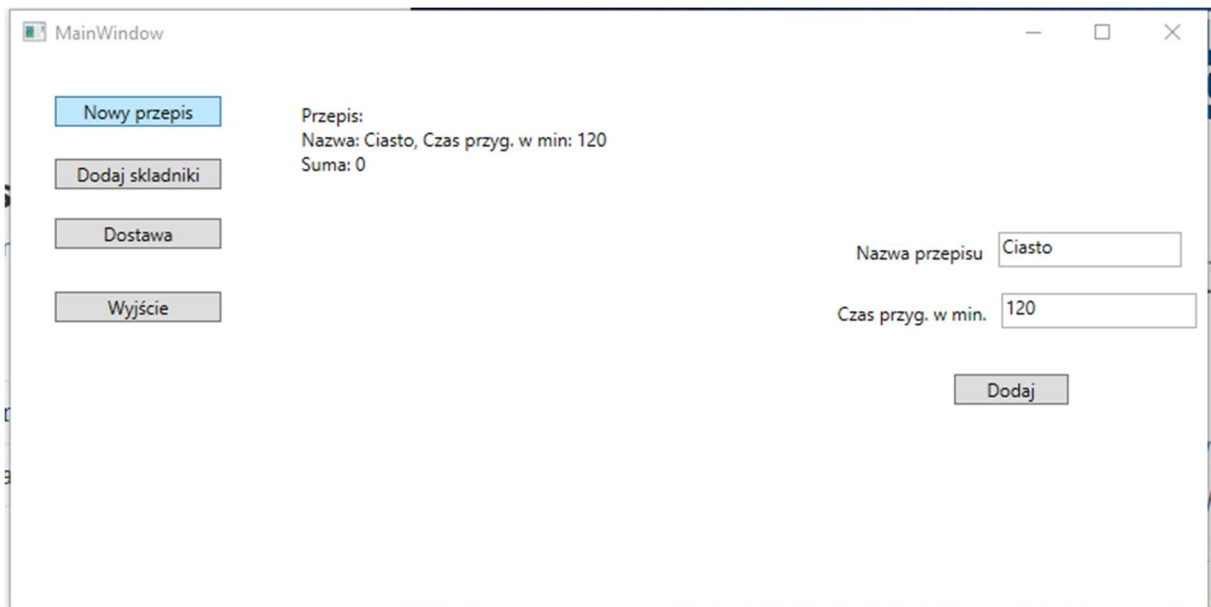 MainWindow
Nowy przepis
Dodaj skladniki
Dostawa
Wyjście
Przepis:
Nazwa: Ciasto, Czas przyg. w min: 120
Suma: 0
Nazwa przepisu Ciasto
Czas przyg. w min. 120
Dodaj